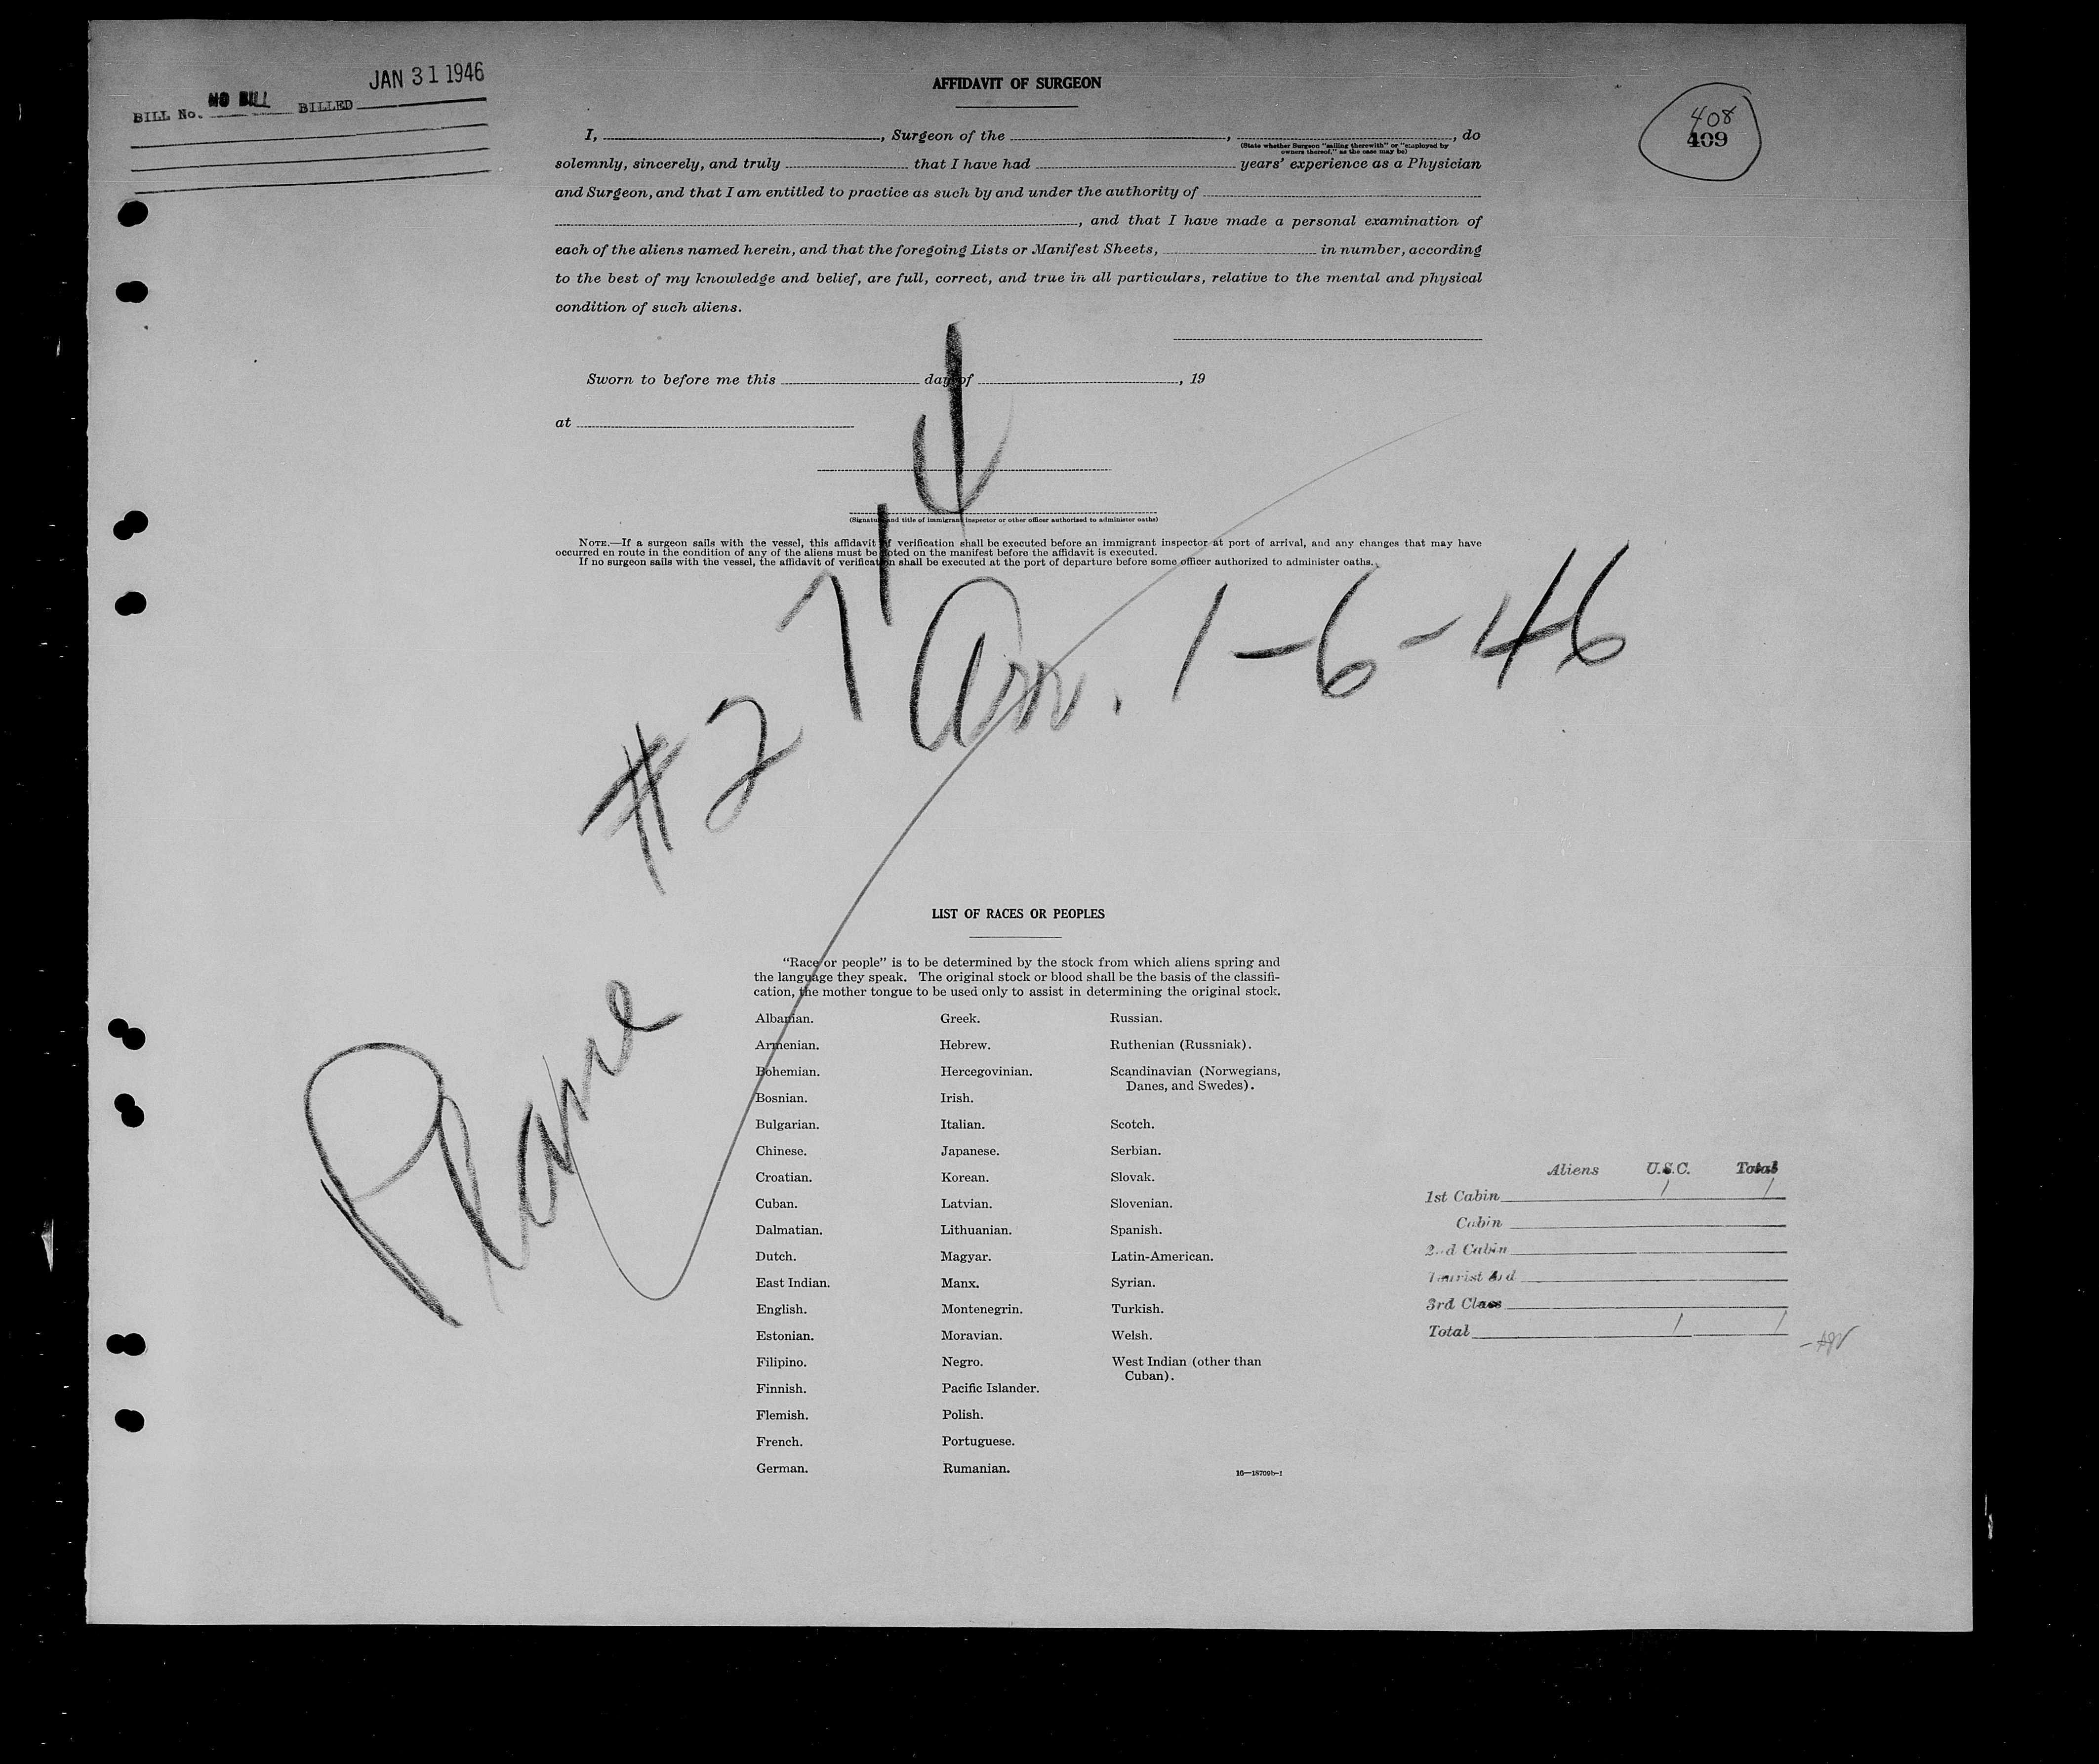 JAN 31 1946
BILL No. NO BILL BILLED
408
409
AFFIDAVIT OF SURGEON
I, , Surgeon of the , , do
(State whether Surgeon "sailing therewith" or "employed by
owners thereof," as the case may be)
solemnly, sincerely, and truly that I have had years' experience as a Physician
and Surgeon, and that I am entitled to practice as such by and under the authority of
, and that I have made a personal examination of
each of the aliens named herein, and that the foregoing Lists or Manifest Sheets, in number, according
to the best of my knowledge and belief, are full, correct, and true in all particulars, relative to the mental and physical
condition of such aliens.
Sworn to before me this day of , 19
at
(Signature and title of immigrant inspector or other officer authorized to administer oaths)
NOTE.—If a surgeon sails with the vessel, this affidavit of verification shall be executed before an immigrant inspector at port of arrival, and any changes that may have
occurred en route in the condition of any of the aliens must be noted on the manifest before the affidavit is executed.
If no surgeon sails with the vessel, the affidavit of verification shall be executed at the port of departure before some officer authorized to administer oaths.
Plane #271
Arr. 1-6-46
LIST OF RACES OR PEOPLES
"Race or people" is to be determined by the stock from which aliens spring and
the language they speak. The original stock or blood shall be the basis of the classifi-
cation, the mother tongue to be used only to assist in determining the original stock.
Albanian.
Armenian.
Bohemian.
Bosnian.
Bulgarian.
Chinese.
Croatian.
Cuban.
Dalmatian.
Dutch.
East Indian.
English.
Estonian.
Filipino.
Finnish.
Flemish.
French.
German.
Greek.
Hebrew.
Hercegovinian.
Irish.
Italian.
Japanese.
Korean.
Latvian.
Lithuanian.
Magyar.
Manx.
Montenegrin.
Moravian.
Negro.
Pacific Islander.
Polish.
Portuguese.
Rumanian.
Russian.
Ruthenian (Russniak).
Scandinavian (Norwegians,
Danes, and Swedes).
Scotch.
Serbian.
Slovak.
Slovenian.
Spanish.
Latin-American.
Syrian.
Turkish.
Welsh.
West Indian (other than
Cuban).
16—18709b-1
Aliens U.S.C. Total
1st Cabin 1 1
Cabin
2nd Cabin
Tourist 3rd
3rd Class
Total 1 1